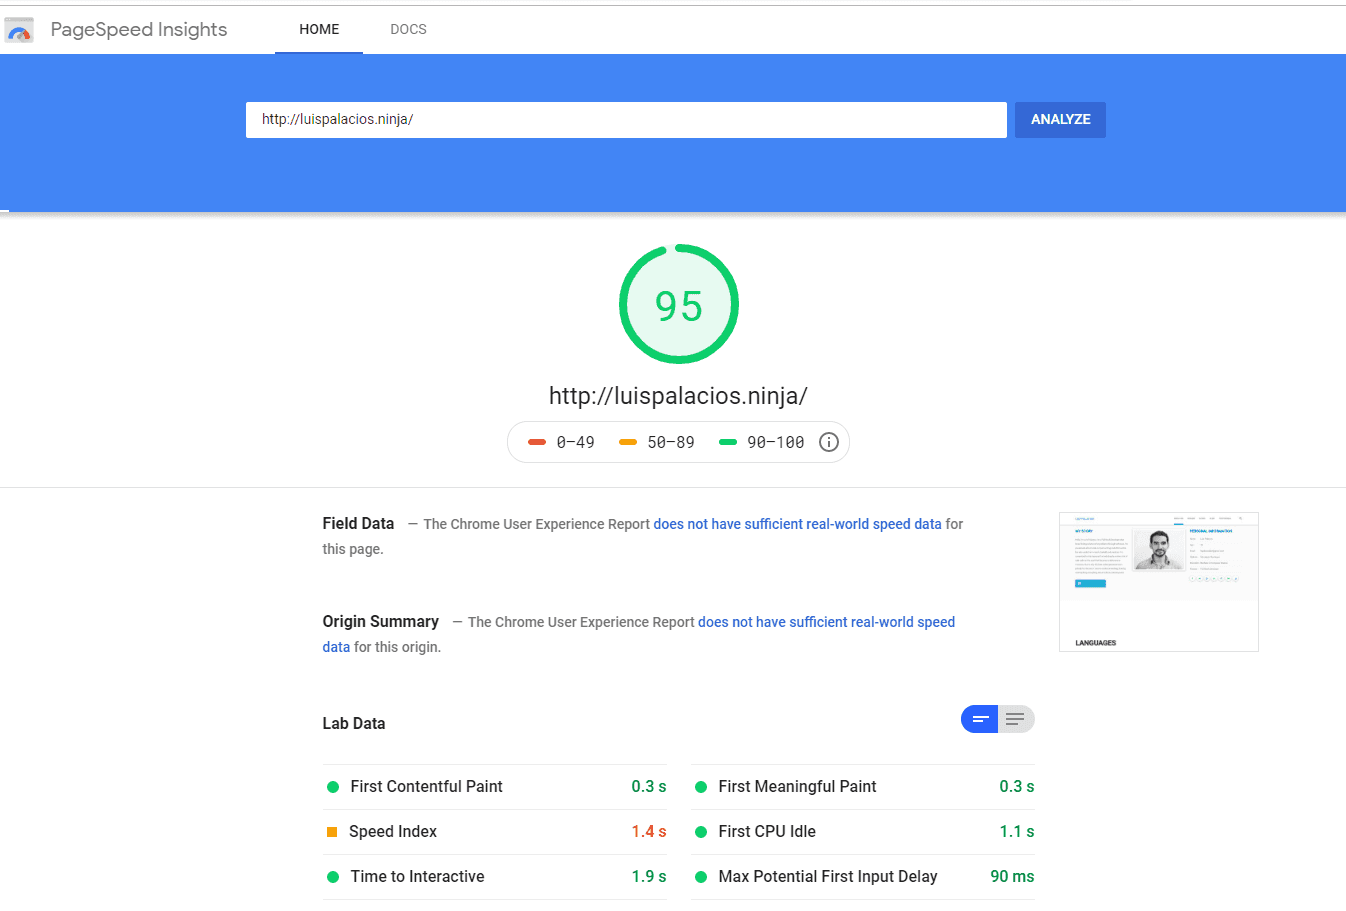 PageSpeed Insights
HOME
DOCS
http://luispalacios.ninja/
ANALYZE
95
http://luispalacios.ninja/
0–49
50–89
90–100
Field Data — The Chrome User Experience Report does not have sufficient real-world speed data for
this page.
Origin Summary — The Chrome User Experience Report does not have sufficient real-world speed
data for this origin.
LANGUAGES
Lab Data
First Contentful Paint 0.3 s
First Meaningful Paint 0.3 s
Speed Index 1.4 s
First CPU Idle 1.1 s
Time to Interactive 1.9 s
Max Potential First Input Delay 90 ms